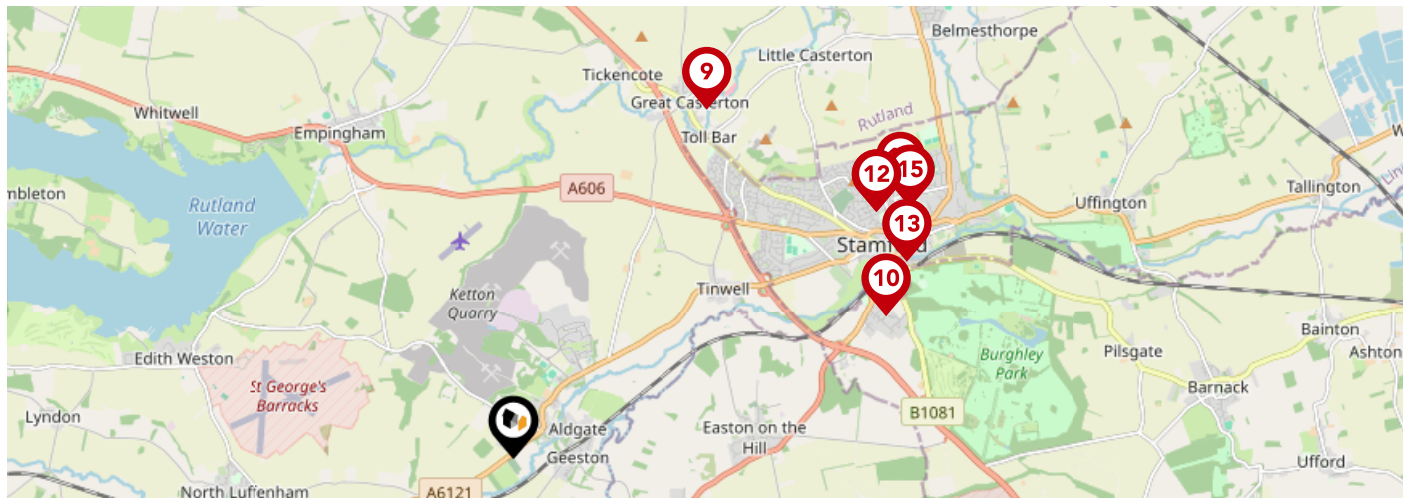 Belmesthorpe
Little Casterton
Tickencote
9
Great Casterton
Whitwell
Rutland
Empingham
Toll Bar
12
15
A606
Tallington
Rutland
Water
Uffington
13
Stamford
10
Tinwell
Ketton
Quarry
Bainton
Edith Weston
Burghley
Park
Pilsgate
Ashton
St George's
Barracks
Barnack
Lyndon
B1081
Aldgate
Easton on the
Hill
Geeston
Ufford
A6121
North Luffenham